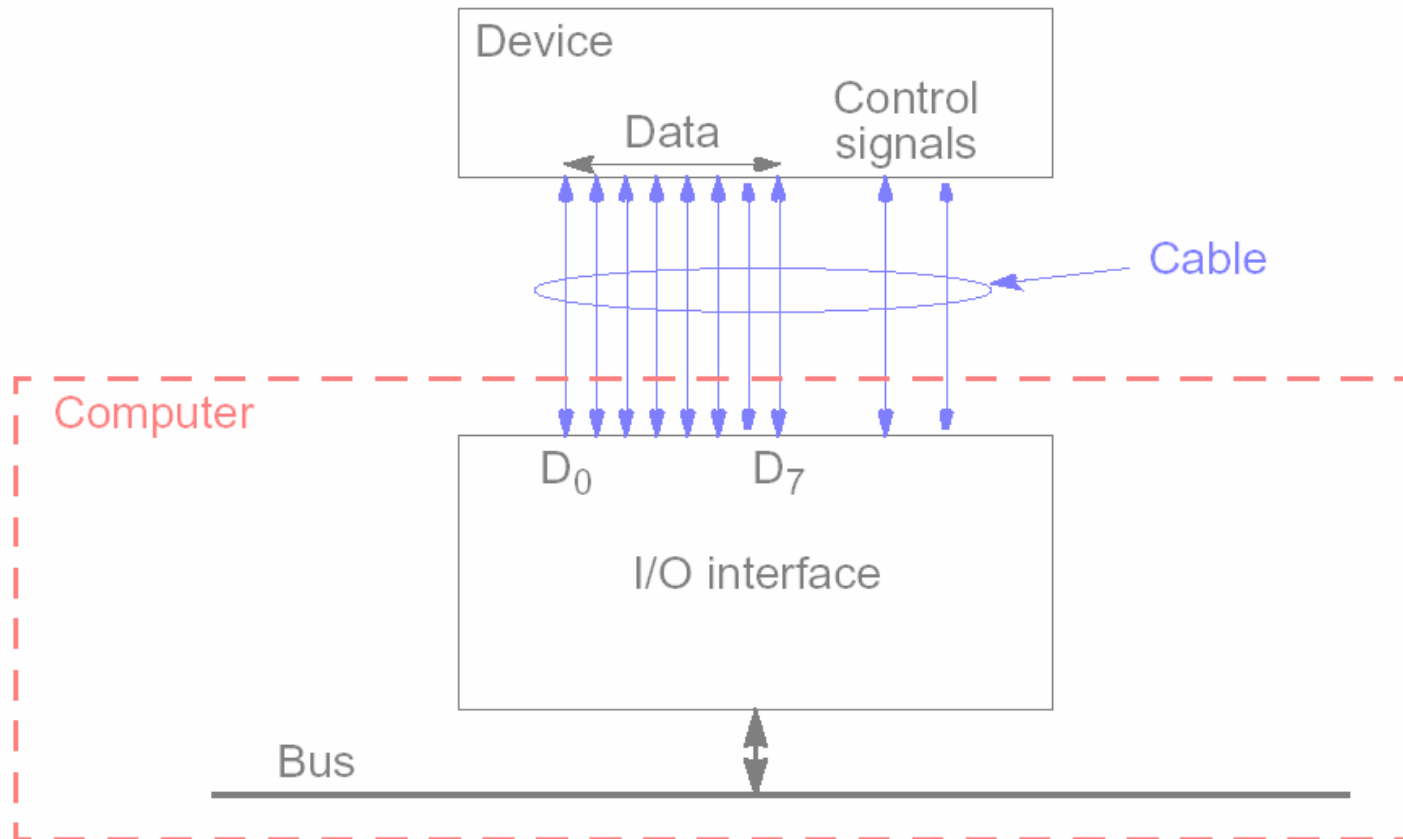 Device
Control
signals
Data
Cable
Computer
D₀
D₇
I/O interface
Bus